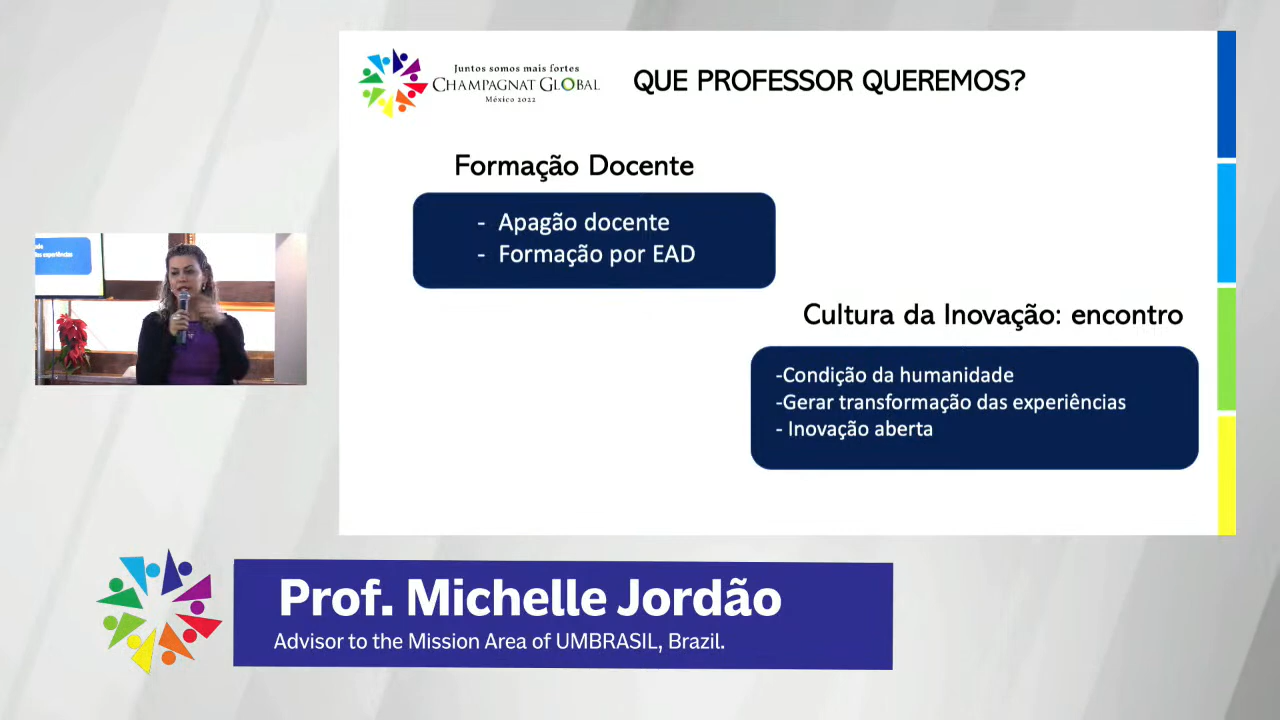 Juntos somos mais fortes
CHAMPAGNAT GLOBAL
México 2022
QUE PROFESSOR QUEREMOS?
Formação Docente
- Apagão docente
- Formação por EAD
Cultura da Inovação: encontro
-Condição da humanidade
-Gerar transformação das experiências
- Inovação aberta
Prof. Michelle Jordão
Advisor to the Mission Area of UMBRASIL, Brazil.